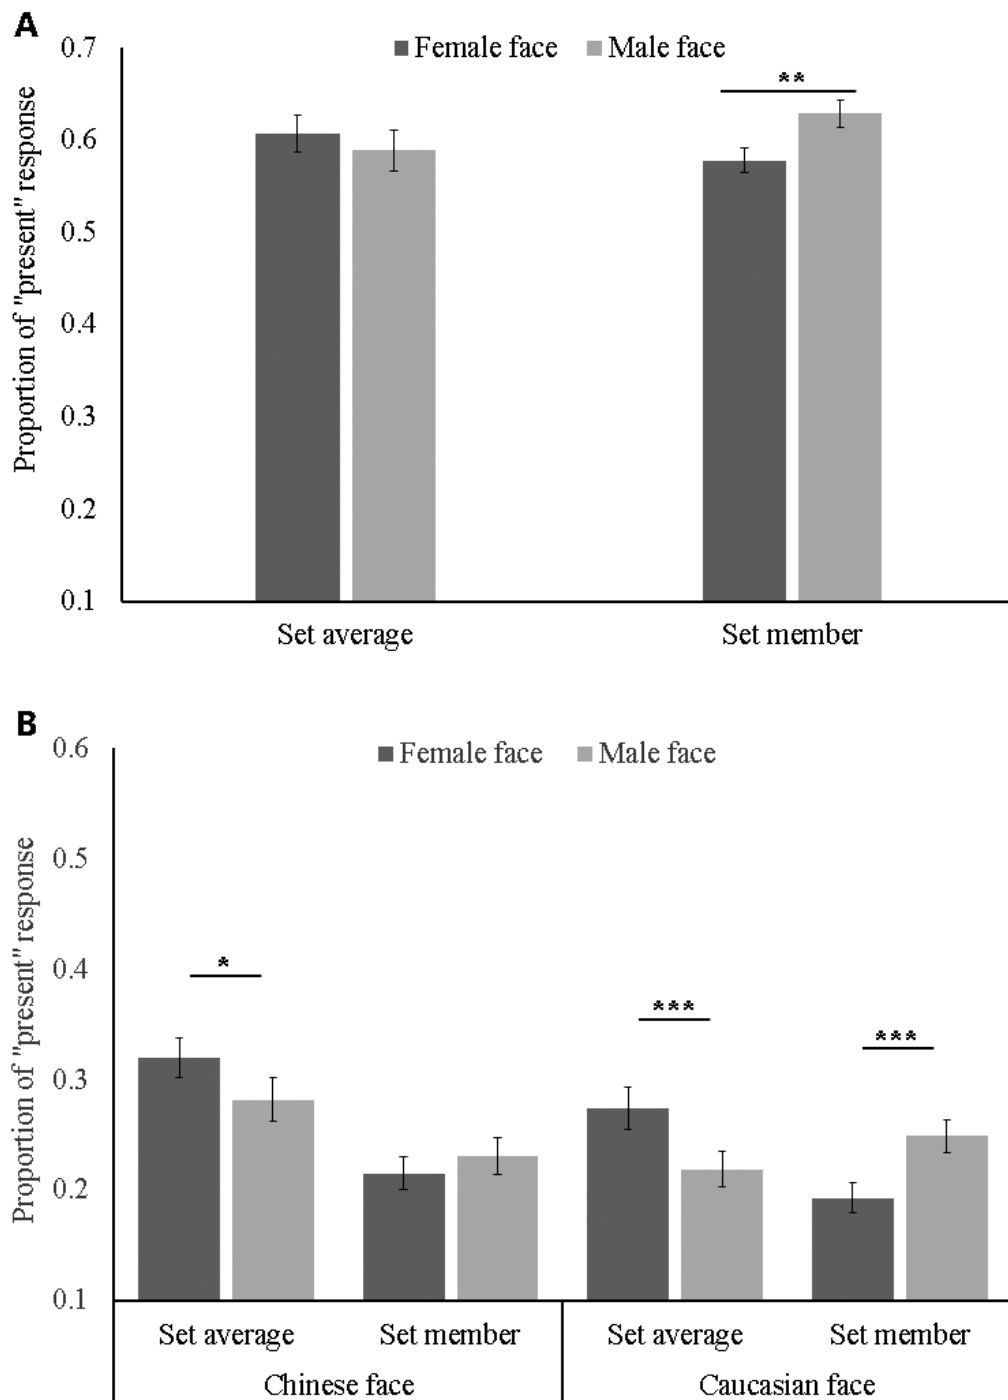 A
Female face Male face
Proportion of "present" response
0.7
0.6
0.5
0.4
0.3
0.2
0.1
**
Set average Set member
B
Female face Male face
Proportion of "present" response
0.6
0.5
0.4
0.3
0.2
0.1
*
***
***
Set average Set member Set average Set member
Chinese face Caucasian face